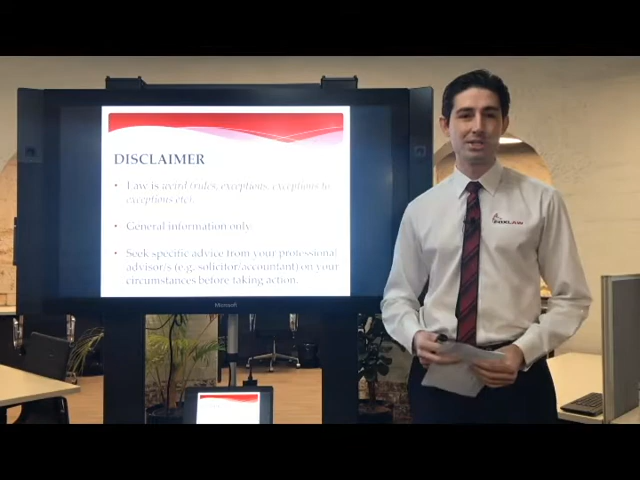 DISCLAIMER
• Law is weird (rules, exceptions, exceptions to
exceptions etc).
• General information only
• Seek specific advice from your professional
advisor/s (e.g. solicitor/accountant) on your
circumstances before taking action.
Microsoft